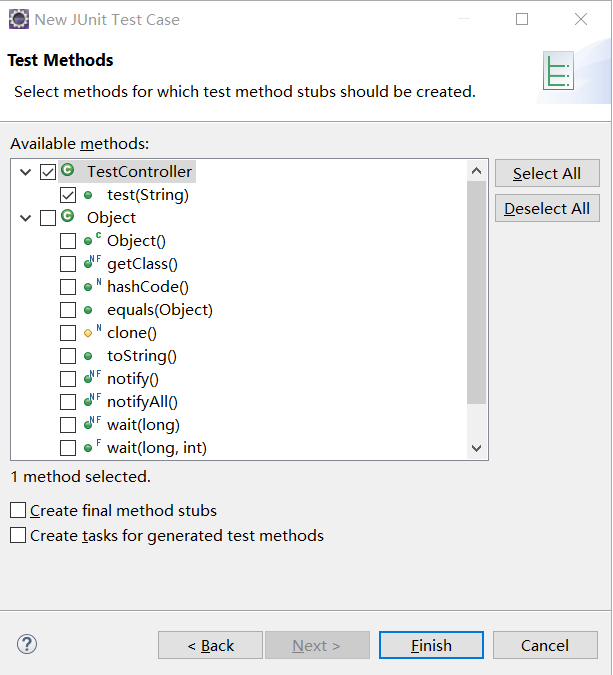 New JUnit Test Case
Test Methods
Select methods for which test method stubs should be created.
Available methods:
TestController
test(String)
Object
Object()
getClass()
hashCode()
equals(Object)
clone()
toString()
notify()
notifyAll()
wait(long)
wait(long, int)
Select All
Deselect All
1 method selected.
Create final method stubs
Create tasks for generated test methods
< Back
Next >
Finish
Cancel